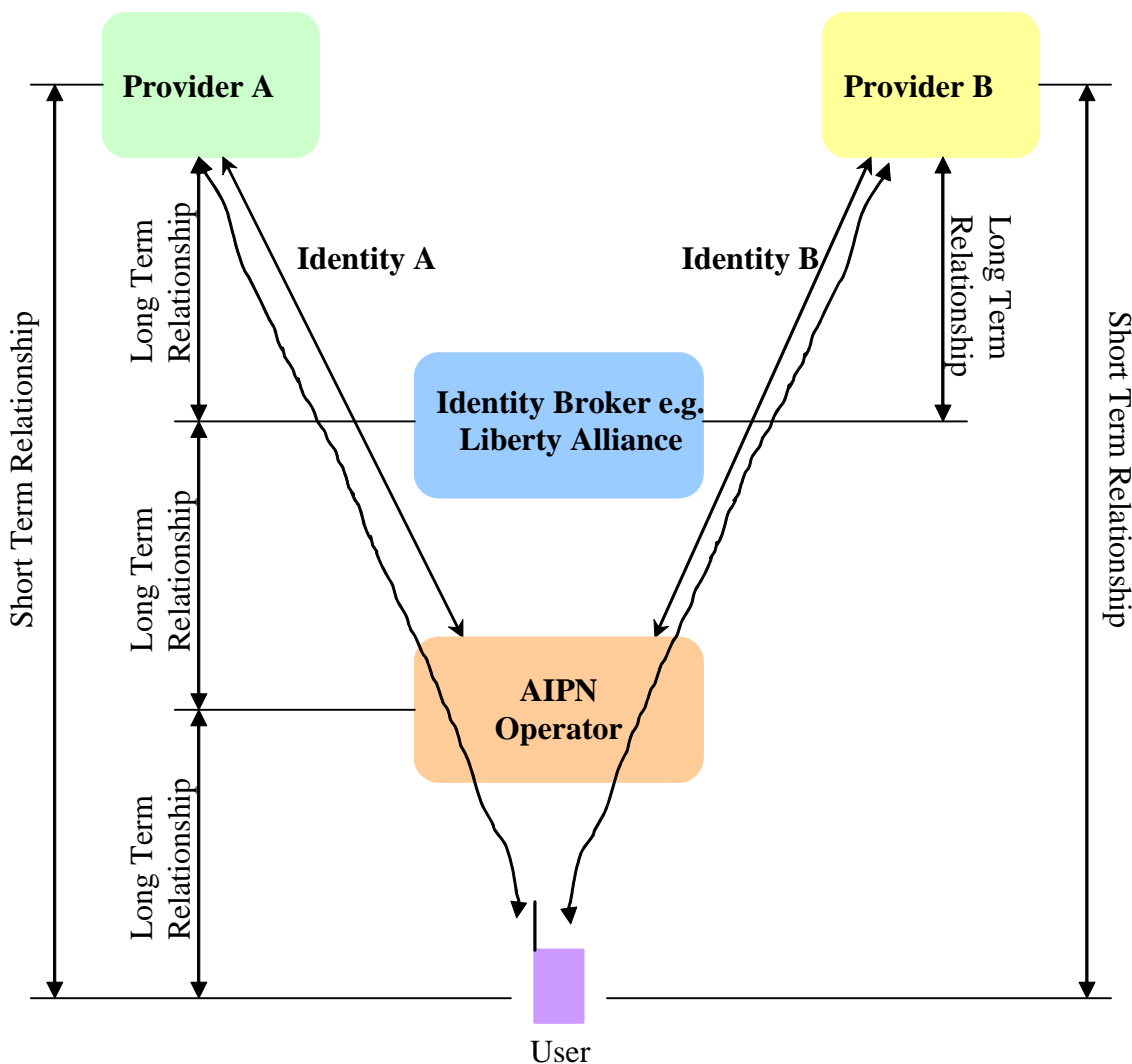 Provider A
Provider B
Identity A
Identity B
Long Term
Relationship
Long Term
Relationship
Short Term Relationship
Short Term Relationship
Identity Broker e.g.
Liberty Alliance
Long Term
Relationship
AIPN
Operator
Long Term
Relationship
User